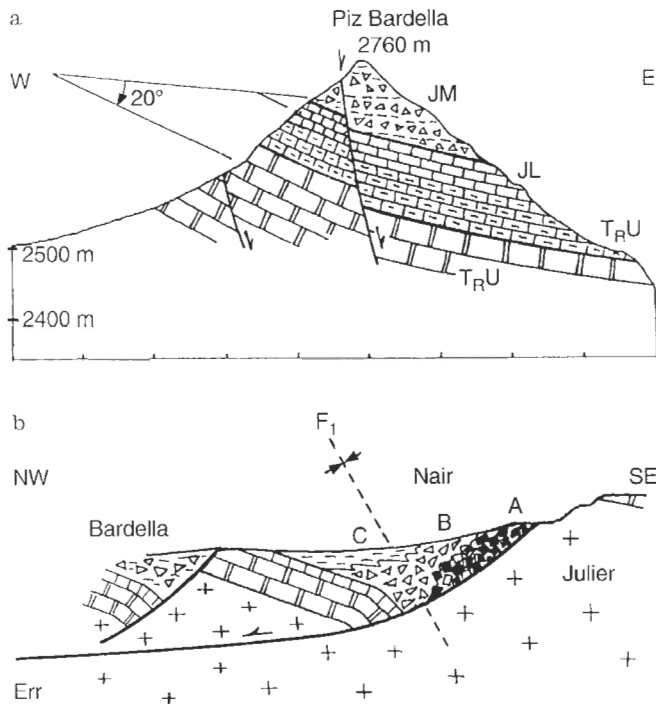 a
Piz Bardella
2760 m
W
E
20°
JM
JL
TRU
TRU
2500 m
2400 m
b
F1
NW
Nair
SE
Bardella
C
B
A
Julier
Err